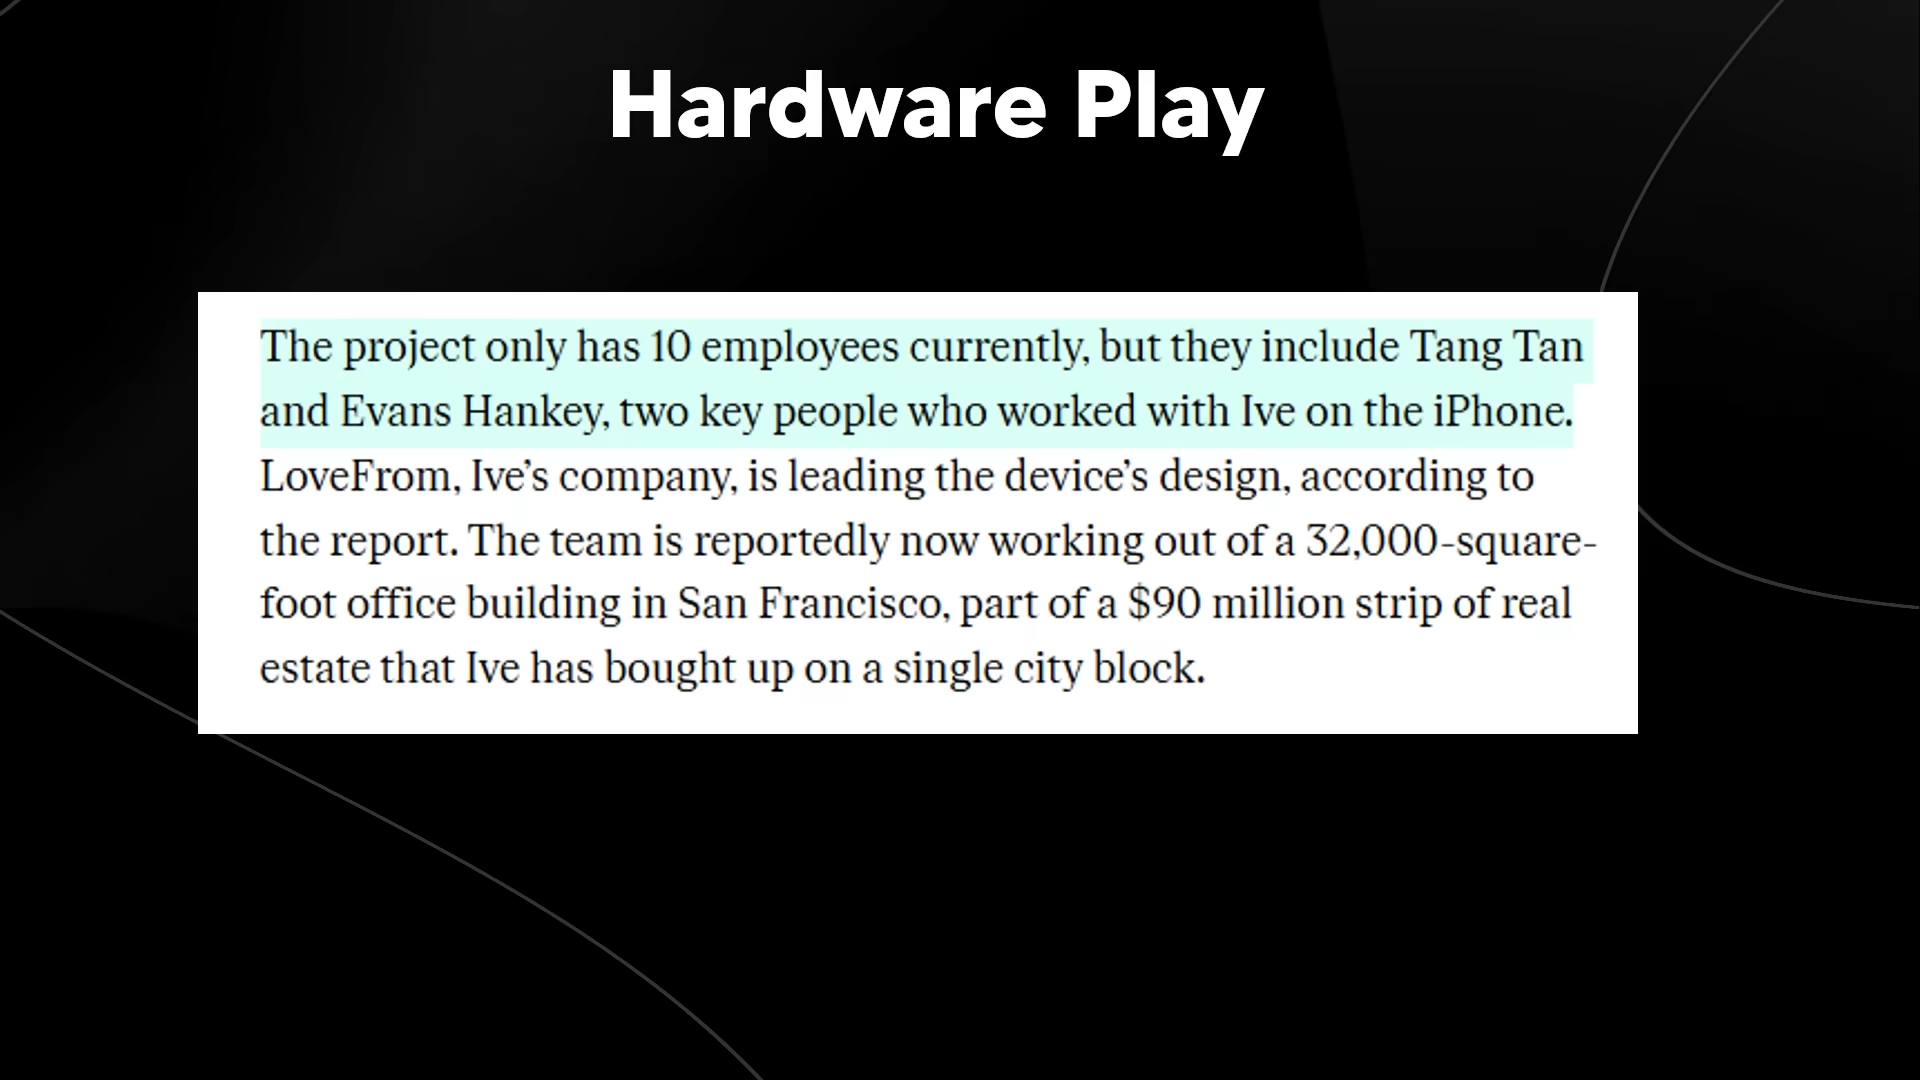 Hardware Play
The project only has 10 employees currently, but they include Tang Tan
and Evans Hankey, two key people who worked with Ive on the iPhone.
LoveFrom, Ive’s company, is leading the device’s design, according to
the report. The team is reportedly now working out of a 32,000-square-
foot office building in San Francisco, part of a $90 million strip of real
estate that Ive has bought up on a single city block.